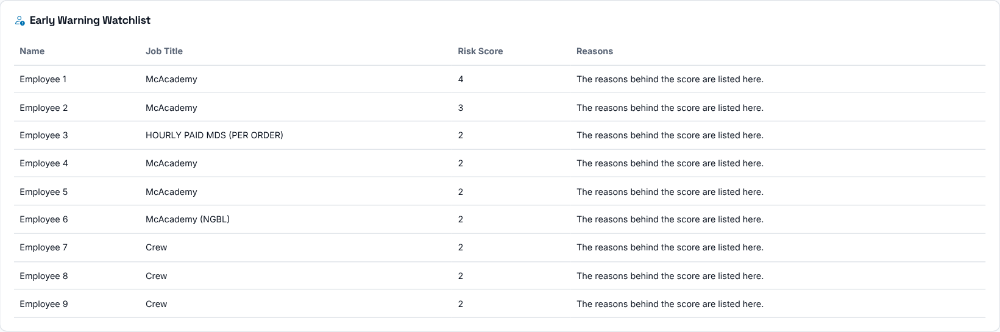 Early Warning Watchlist
Name Job Title Risk Score Reasons
Employee 1 McAcademy 4 The reasons behind the score are listed here.
Employee 2 McAcademy 3 The reasons behind the score are listed here.
Employee 3 HOURLY PAID MDS (PER ORDER) 2 The reasons behind the score are listed here.
Employee 4 McAcademy 2 The reasons behind the score are listed here.
Employee 5 McAcademy 2 The reasons behind the score are listed here.
Employee 6 McAcademy (NGBL) 2 The reasons behind the score are listed here.
Employee 7 Crew 2 The reasons behind the score are listed here.
Employee 8 Crew 2 The reasons behind the score are listed here.
Employee 9 Crew 2 The reasons behind the score are listed here.